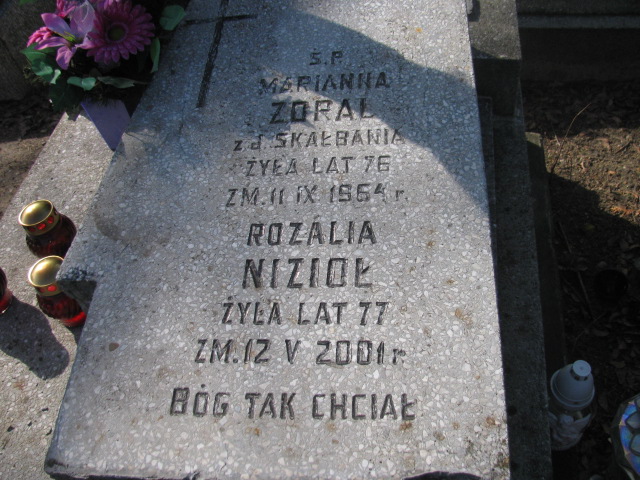 Ś.P
MARIANNA
ZORAL
z d. SKAŁBANIA
ŻYŁA LAT 76
ZM. 11 IX 1964 r.
ROZALIA
NIZIOŁ
ŻYŁA LAT 77
ZM. 12 V 2001 r.
BÓG TAK CHCIAŁ